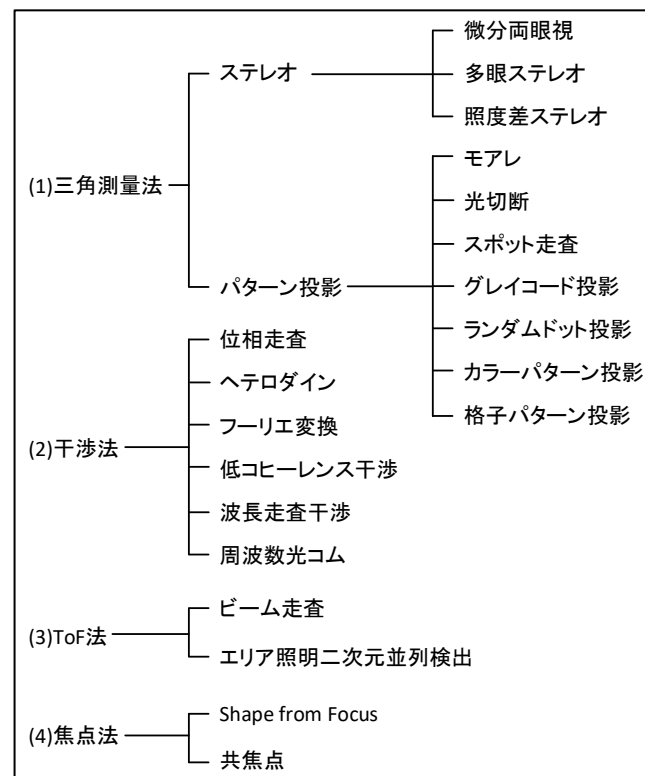 (1)三角測量法
ステレオ
微分両眼視
多眼ステレオ
照度差ステレオ
パターン投影
モアレ
光切断
スポット走査
グレイコード投影
ランダムドット投影
カラーパターン投影
格子パターン投影
(2)干渉法
位相走査
ヘテロダイン
フーリエ変換
低コヒーレンス干渉
波長走査干渉
周波数光コム
(3)ToF法
ビーム走査
エリア照明二次元並列検出
(4)焦点法
Shape from Focus
共焦点